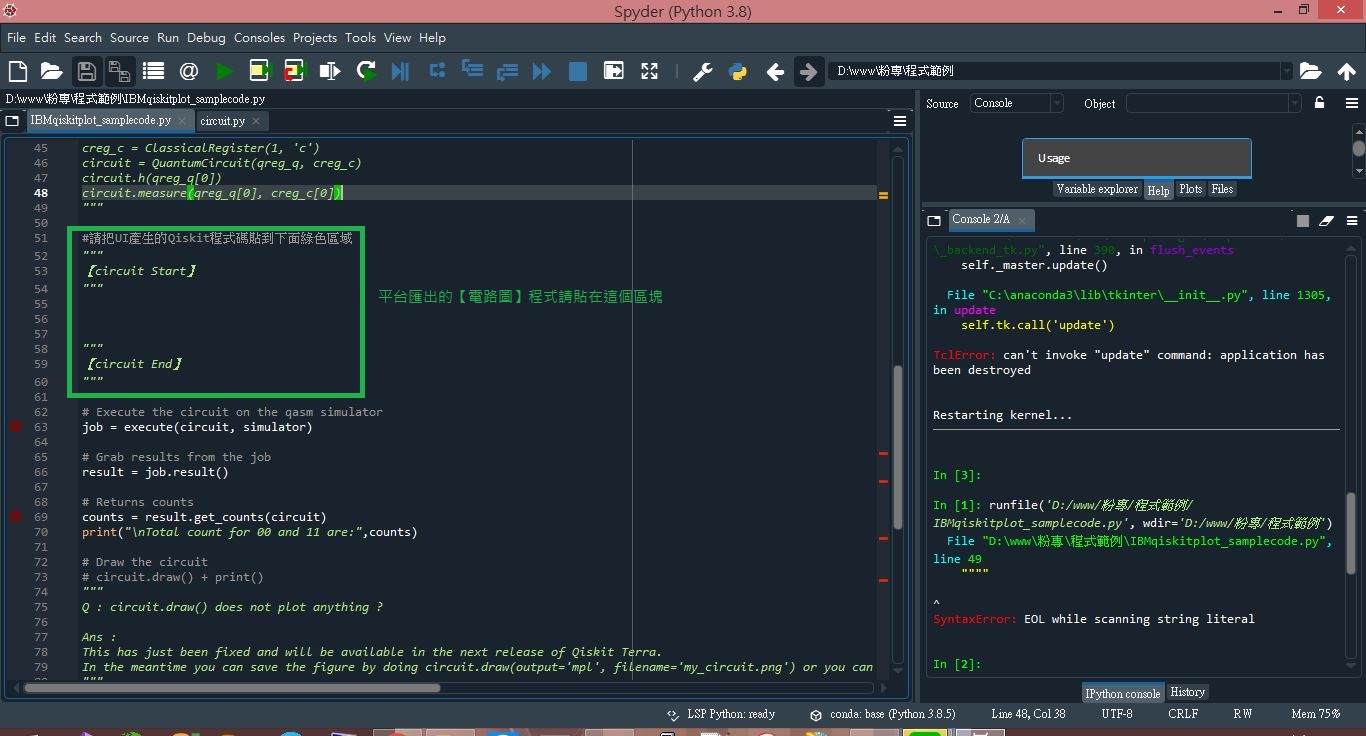 Spyder (Python 3.8)
File Edit Search Source Run Debug Consoles Projects Tools View Help
D:\www\粉專\程式範例
D:\www\粉專\程式範例\IBMqiskitplot_samplecode.py
IBMqiskitplot_samplecode.py circuit.py
45 creg_c = ClassicalRegister(1, 'c')
46 circuit = QuantumCircuit(qreg_q, creg_c)
47 circuit.h(qreg_q[0])
48 circuit.measure(qreg_q[0], creg_c[0])
49 """
50
51 #請把UI產生的Qiskit程式碼貼到下面綠色區域
52 """
53 【circuit Start】
54 """
平台匯出的【電路圖】程式請貼在這個區塊
55
56
57
58 """
59 【circuit End】
60 """
61
62 # Execute the circuit on the qasm simulator
63 job = execute(circuit, simulator)
64
65 # Grab results from the job
66 result = job.result()
67
68 # Returns counts
69 counts = result.get_counts(circuit)
70 print("\nTotal count for 00 and 11 are:",counts)
71
72 # Draw the circuit
73 # circuit.draw() + print()
74 """
75 Q : circuit.draw() does not plot anything ?
76
77 Ans :
78 This has just been fixed and will be available in the next release of Qiskit Terra.
79 In the meantime you can save the figure by doing circuit.draw(output='mpl', filename='my_circuit.png') or you can
Source Console Object
Usage
Variable explorer Help Plots Files
Console 2/A
\_backend_tk.py", line 390, in flush_events
self._master.update()
File "C:\anaconda3\lib\tkinter\__init__.py", line 1305,
in update
self.tk.call('update')
TclError: can't invoke "update" command: application has
been destroyed
Restarting kernel...
In [3]:
In [1]: runfile('D:/www/粉專/程式範例/
IBMqiskitplot_samplecode.py', wdir='D:/www/粉專/程式範例')
File "D:\www\粉專\程式範例\IBMqiskitplot_samplecode.py",
line 49
""""
^
SyntaxError: EOL while scanning string literal
In [2]:
IPython console History
LSP Python: ready conda: base (Python 3.8.5) Line 48, Col 38 UTF-8 CRLF RW Mem 75%